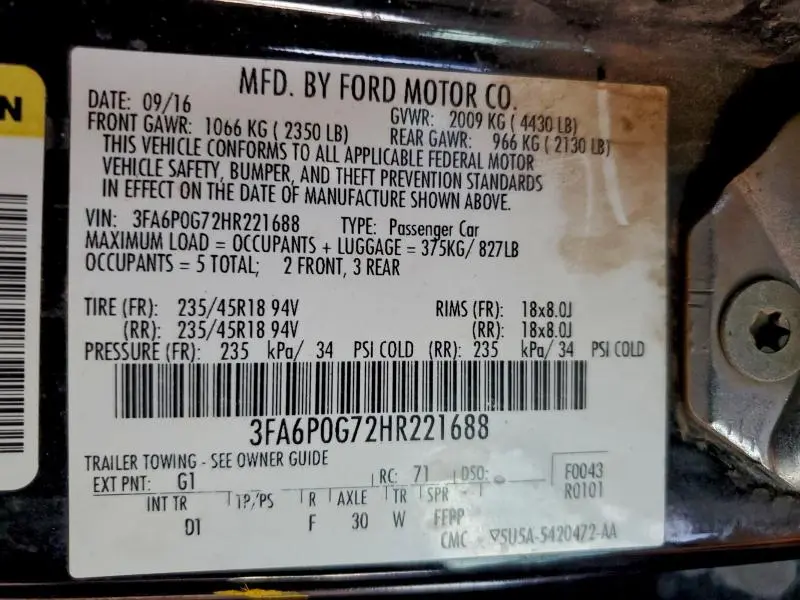 N
MFD. BY FORD MOTOR CO.
DATE: 09/16
GVWR: 2009 KG ( 4430 LB)
FRONT GAWR: 1066 KG ( 2350 LB)
REAR GAWR: 966 KG ( 2130 LB)
THIS VEHICLE CONFORMS TO ALL APPLICABLE FEDERAL MOTOR
VEHICLE SAFETY, BUMPER, AND THEFT PREVENTION STANDARDS
IN EFFECT ON THE DATE OF MANUFACTURE SHOWN ABOVE.
VIN: 3FA6P0G72HR221688 TYPE: Passenger Car
MAXIMUM LOAD = OCCUPANTS + LUGGAGE = 375KG/ 827LB
OCCUPANTS = 5 TOTAL; 2 FRONT, 3 REAR
TIRE (FR): 235/45R18 94V RIMS (FR): 18x8.0J
(RR): 235/45R18 94V (RR): 18x8.0J
PRESSURE (FR): 235 kPa/ 34 PSI COLD (RR): 235 kPa/ 34 PSI COLD
3FA6P0G72HR221688
TRAILER TOWING - SEE OWNER GUIDE
EXT PNT: G1 RC: 71 DSO: F0043
R0101
INT TR TP/PS R AXLE TR SPR
D1 F 30 W FFPP
CMC 5U5A-5420472-AA